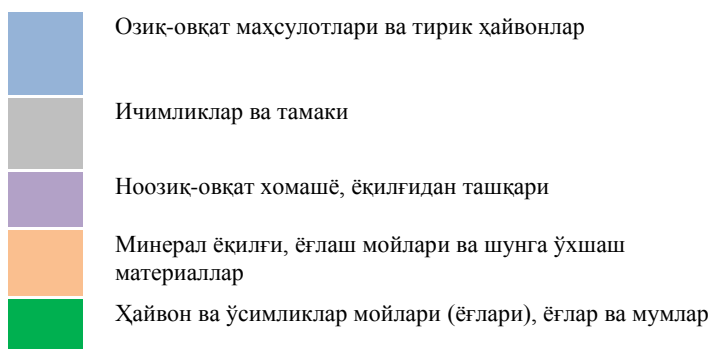 Озиқ-овқат маҳсулотлари ва тирик ҳайвонлар
Ичимликлар ва тамаки
Ноозиқ-овқат хомашё, ёқилғидан ташқари
Минерал ёқилғи, ёғлаш мойлари ва шунга ўхшаш
материаллар
Ҳайвон ва ўсимликлар мойлари (ёғлари), ёғлар ва мумлар